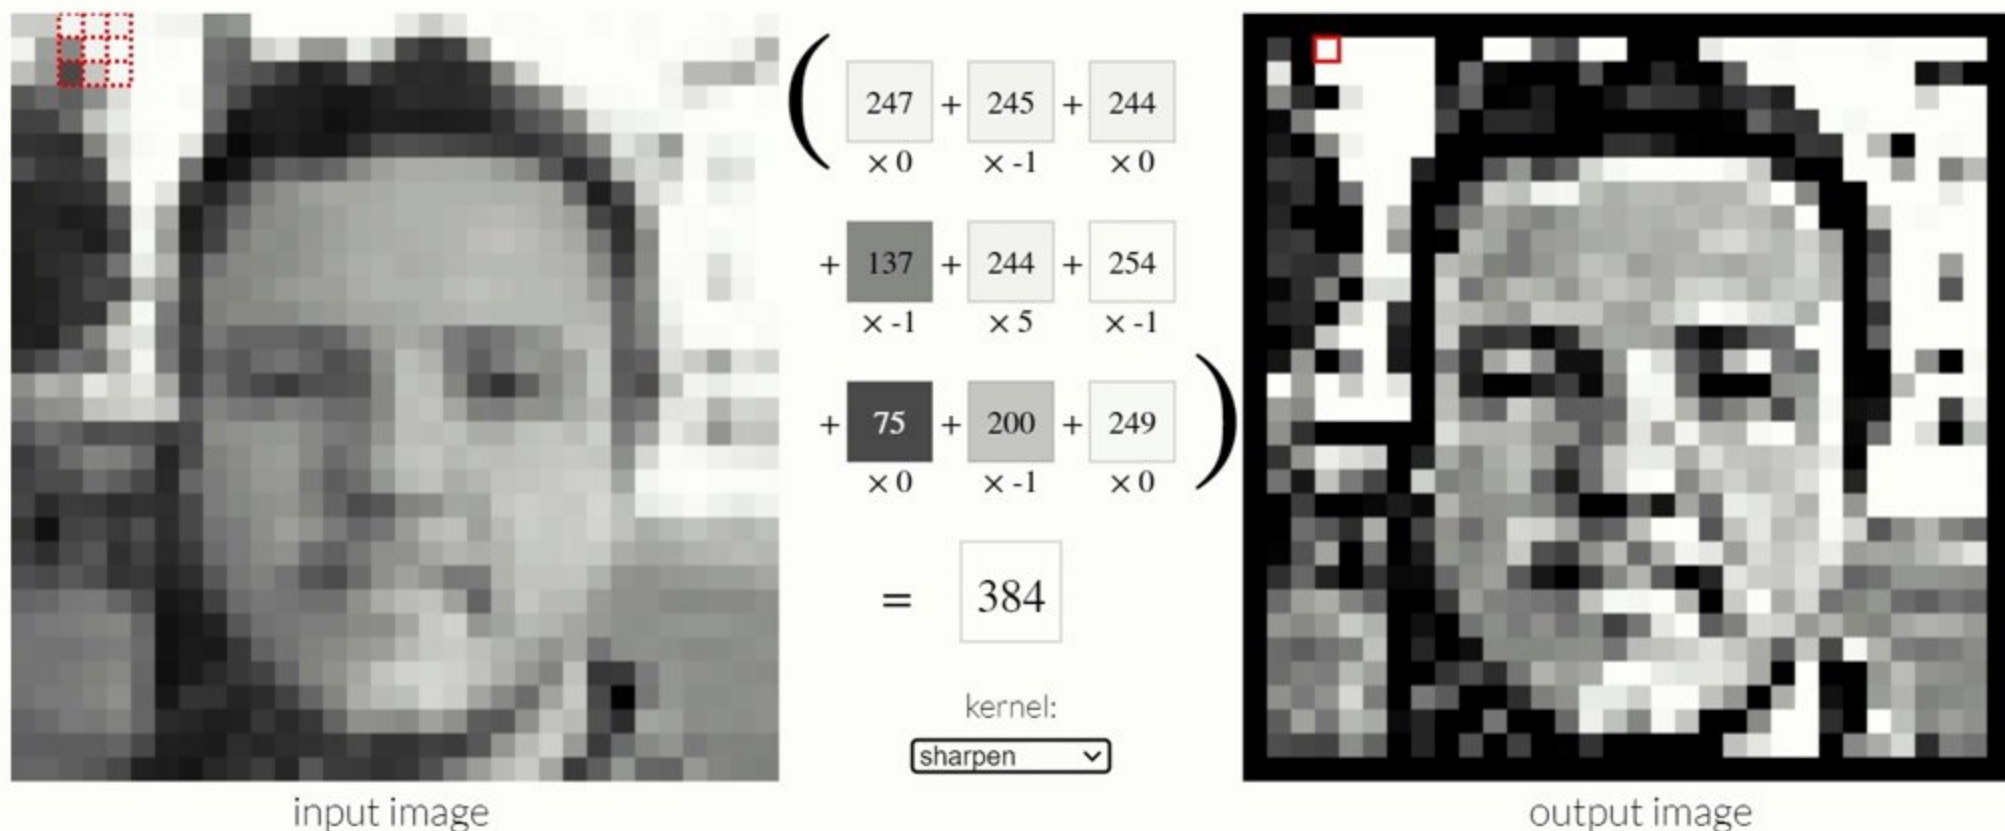 ( 247 + 245 + 244
× 0 × -1 × 0
+ 137 + 244 + 254
× -1 × 5 × -1
+ 75 + 200 + 249 )
× 0 × -1 × 0
= 384
kernel:
sharpen
input image
output image